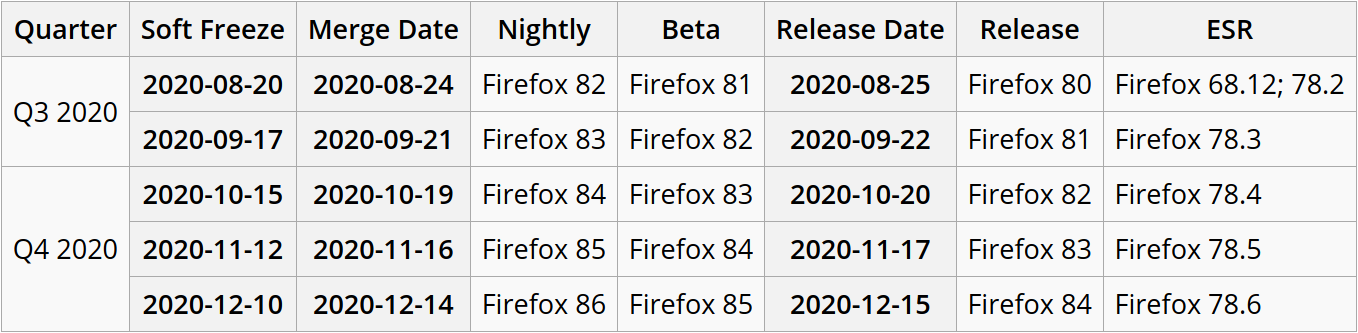 Quarter Soft Freeze Merge Date Nightly Beta Release Date Release ESR
Q3 2020 2020-08-20 2020-08-24 Firefox 82 Firefox 81 2020-08-25 Firefox 80 Firefox 68.12; 78.2
2020-09-17 2020-09-21 Firefox 83 Firefox 82 2020-09-22 Firefox 81 Firefox 78.3
Q4 2020 2020-10-15 2020-10-19 Firefox 84 Firefox 83 2020-10-20 Firefox 82 Firefox 78.4
2020-11-12 2020-11-16 Firefox 85 Firefox 84 2020-11-17 Firefox 83 Firefox 78.5
2020-12-10 2020-12-14 Firefox 86 Firefox 85 2020-12-15 Firefox 84 Firefox 78.6